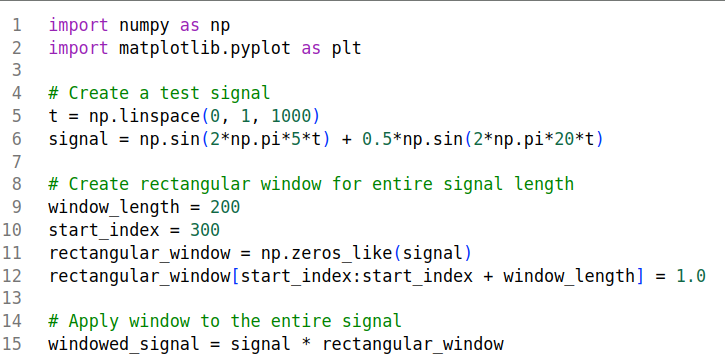 1 import numpy as np
2 import matplotlib.pyplot as plt
3
4 # Create a test signal
5 t = np.linspace(0, 1, 1000)
6 signal = np.sin(2*np.pi*5*t) + 0.5*np.sin(2*np.pi*20*t)
7
8 # Create rectangular window for entire signal length
9 window_length = 200
10 start_index = 300
11 rectangular_window = np.zeros_like(signal)
12 rectangular_window[start_index:start_index + window_length] = 1.0
13
14 # Apply window to the entire signal
15 windowed_signal = signal * rectangular_window